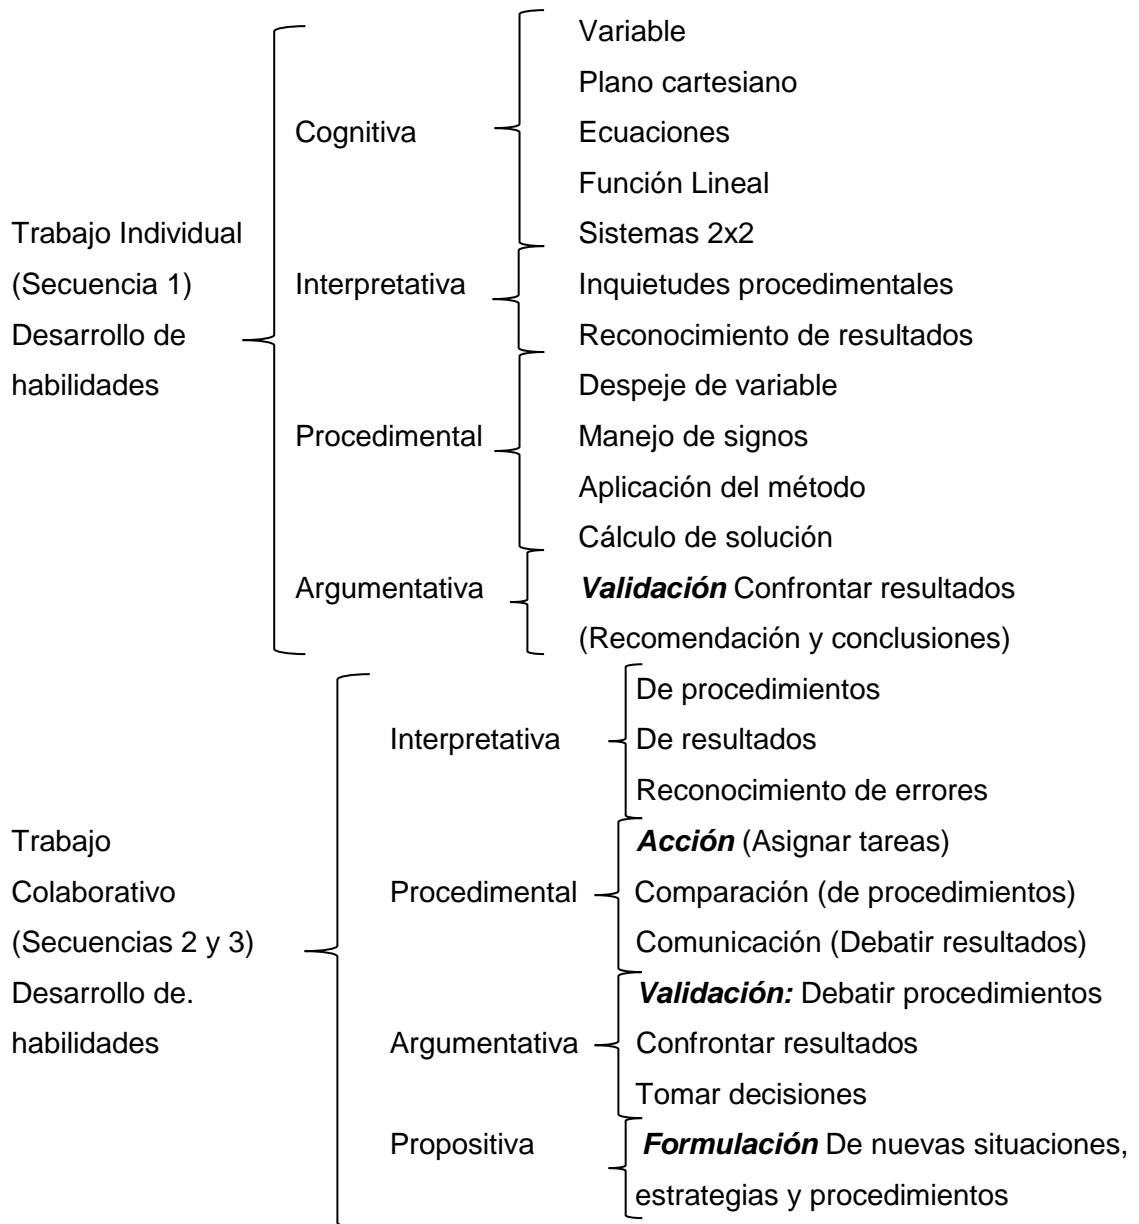 Variable
Plano cartesiano
Cognitiva
Ecuaciones
Función Lineal
Trabajo Individual
Sistemas 2x2
(Secuencia 1)
Interpretativa
Inquietudes procedimentales
Desarrollo de
Reconocimiento de resultados
habilidades
Despeje de variable
Procedimental
Manejo de signos
Aplicación del método
Cálculo de solución
Argumentativa
Validación Confrontar resultados
(Recomendación y conclusiones)
De procedimientos
Interpretativa
De resultados
Reconocimiento de errores
Trabajo
Acción (Asignar tareas)
Colaborativo
Procedimental
Comparación (de procedimientos)
(Secuencias 2 y 3)
Comunicación (Debatir resultados)
Desarrollo de.
Validación: Debatir procedimientos
habilidades
Argumentativa
Confrontar resultados
Tomar decisiones
Propositiva
Formulación De nuevas situaciones,
estrategias y procedimientos